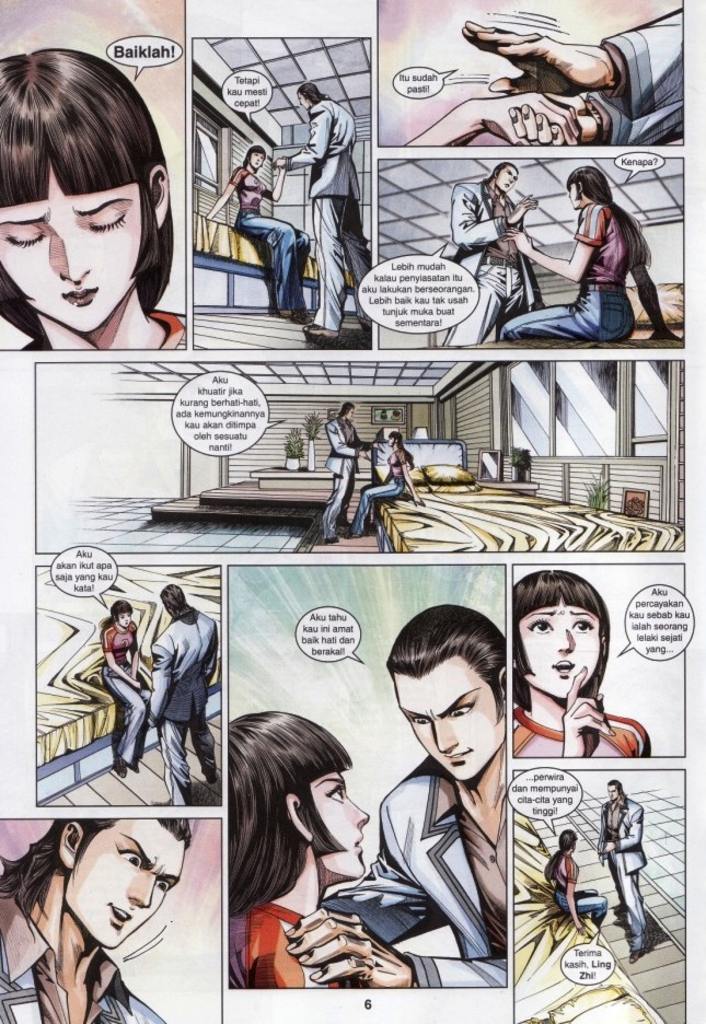 Baiklah!
Tetapi
kau mesti
cepat!
Itu sudah
pasti!
Kenapa?
Lebih mudah
kalau penyiasatan itu
aku lakukan berseorangan.
Lebih baik kau tak usah
tunjuk muka buat
sementara!
Aku
khuatir jika
kurang berhati-hati,
ada kemungkinannya
kau akan ditimpa
oleh sesuatu
nanti!
Aku
akan ikut apa
saja yang kau
kata!
Aku tahu
kau ini amat
baik hati dan
berakal!
Aku
percayakan
kau sebab kau
ialah seorang
lelaki sejati
yang...
...perwira
dan mempunyai
cita-cita yang
tinggi!
Terima
kasih, Ling
Zhi!
6